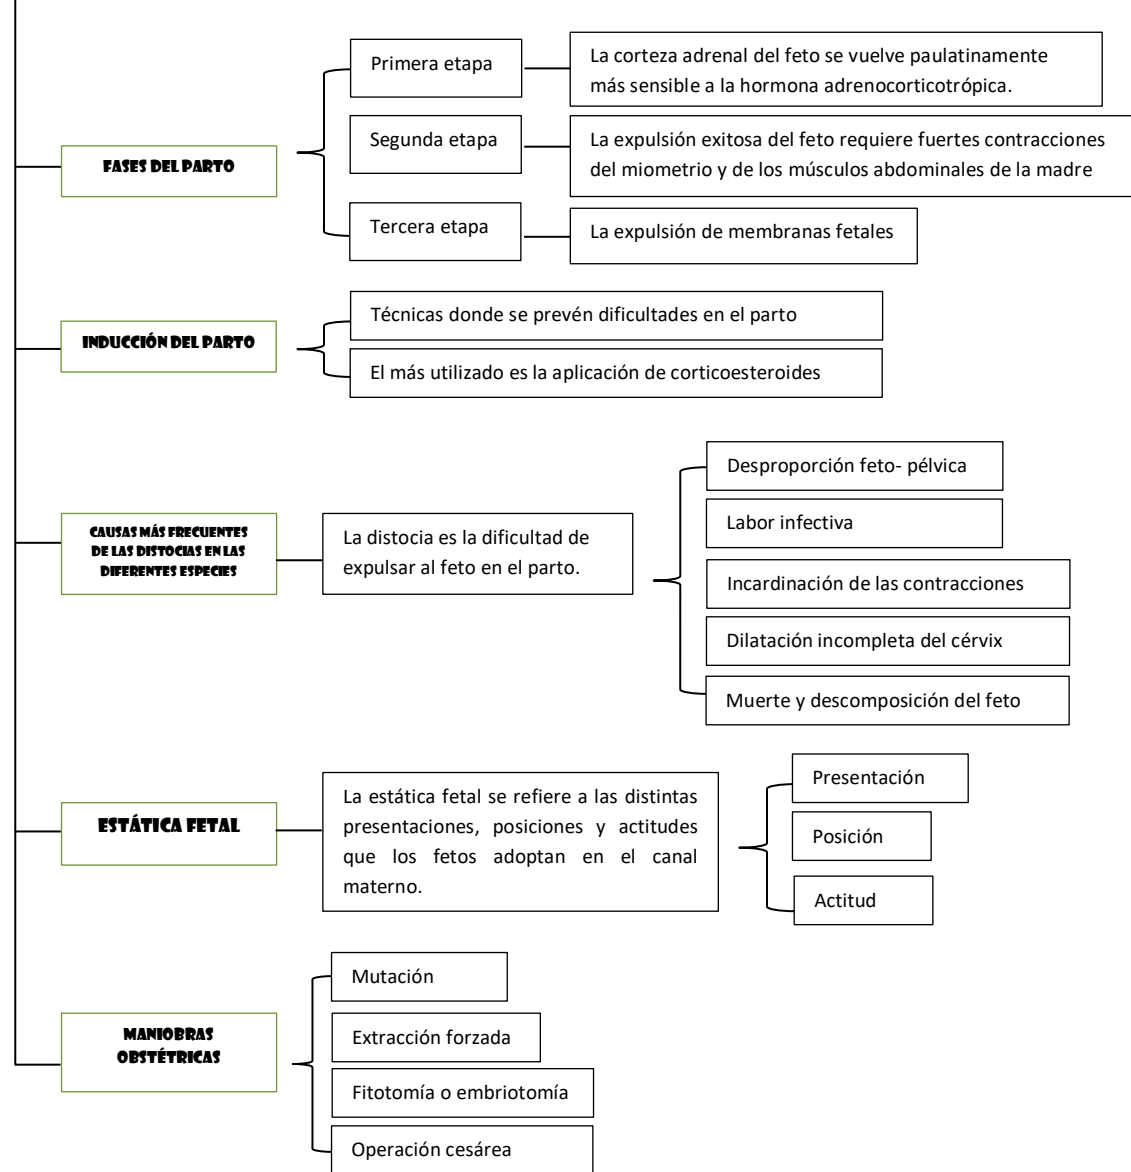 FASES DEL PARTO
Primera etapa
La corteza adrenal del feto se vuelve paulatinamente
más sensible a la hormona adrenocorticotrópica.
Segunda etapa
La expulsión exitosa del feto requiere fuertes contracciones
del miometrio y de los músculos abdominales de la madre
Tercera etapa
La expulsión de membranas fetales
INDUCCIÓN DEL PARTO
Técnicas donde se prevén dificultades en el parto
El más utilizado es la aplicación de corticoesteroides
CAUSAS MÁS FRECUENTES
DE LAS DISTOCIAS EN LAS
DIFERENTES ESPECIES
La distocia es la dificultad de
expulsar al feto en el parto.
Desproporción feto- pélvica
Labor infectiva
Incardinación de las contracciones
Dilatación incompleta del cérvix
Muerte y descomposición del feto
ESTÁTICA FETAL
La estática fetal se refiere a las distintas
presentaciones, posiciones y actitudes
que los fetos adoptan en el canal
materno.
Presentación
Posición
Actitud
MANIOBRAS
OBSTÉTRICAS
Mutación
Extracción forzada
Fitotomía o embriotomía
Operación cesárea